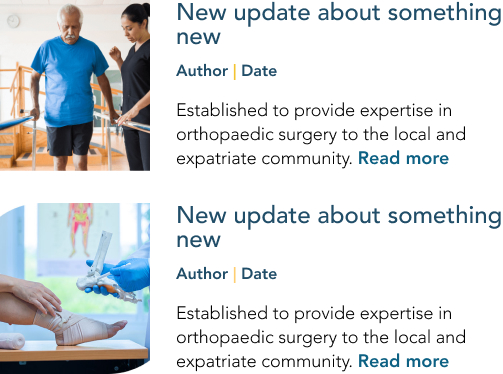 New update about something
new
Author | Date
Established to provide expertise in
orthopaedic surgery to the local and
expatriate community. Read more
New update about something
new
Author | Date
Established to provide expertise in
orthopaedic surgery to the local and
expatriate community. Read more